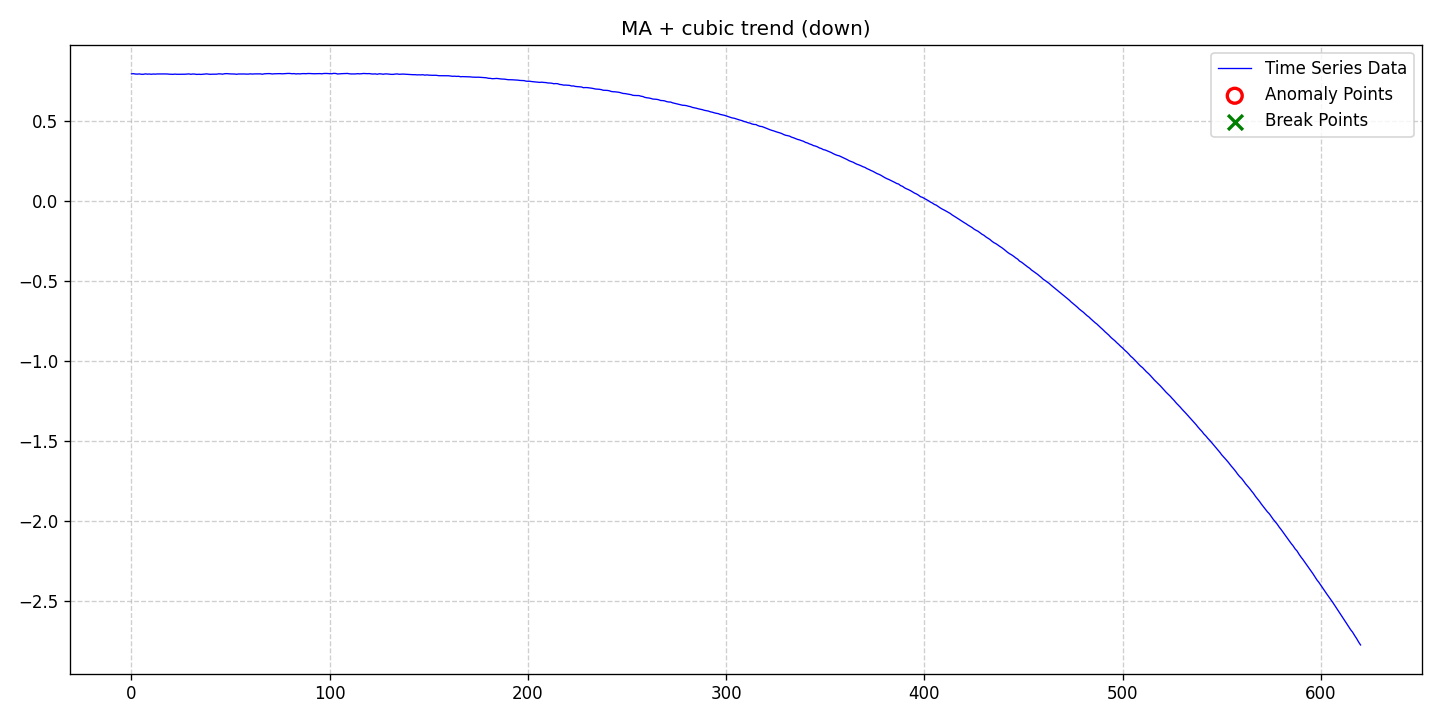 MA + cubic trend (down)
Time Series Data
Anomaly Points
Break Points
0.5
0.0
−0.5
−1.0
−1.5
−2.0
−2.5
0 100 200 300 400 500 600